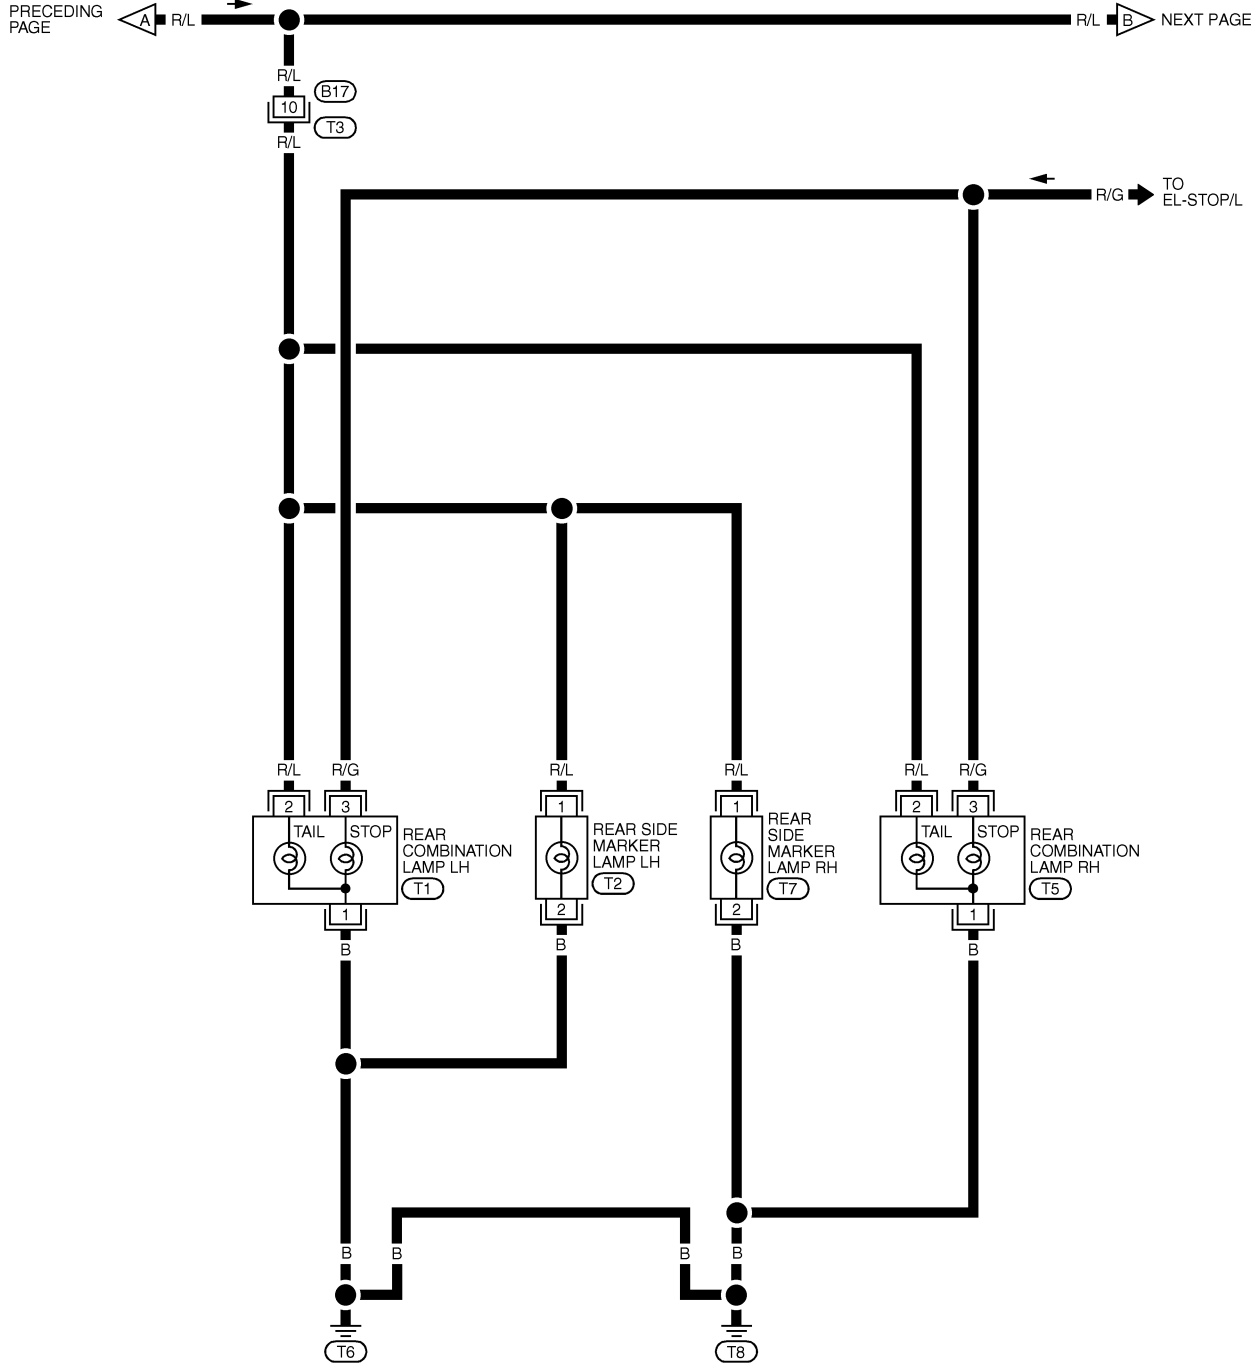 PRECEDING
PAGE
A
R/L
R/L
B
NEXT PAGE
R/L
B17
10
T3
R/L
R/G
TO
EL-STOP/L
R/L
R/G
R/L
R/L
R/L
R/G
2
3
1
1
2
3
TAIL
STOP
REAR
COMBINATION
LAMP LH
T1
REAR SIDE
MARKER
LAMP LH
T2
REAR
SIDE
MARKER
LAMP RH
T7
TAIL
STOP
REAR
COMBINATION
LAMP RH
T5
1
2
2
1
B
B
B
B
B
B
B
B
T6
T8